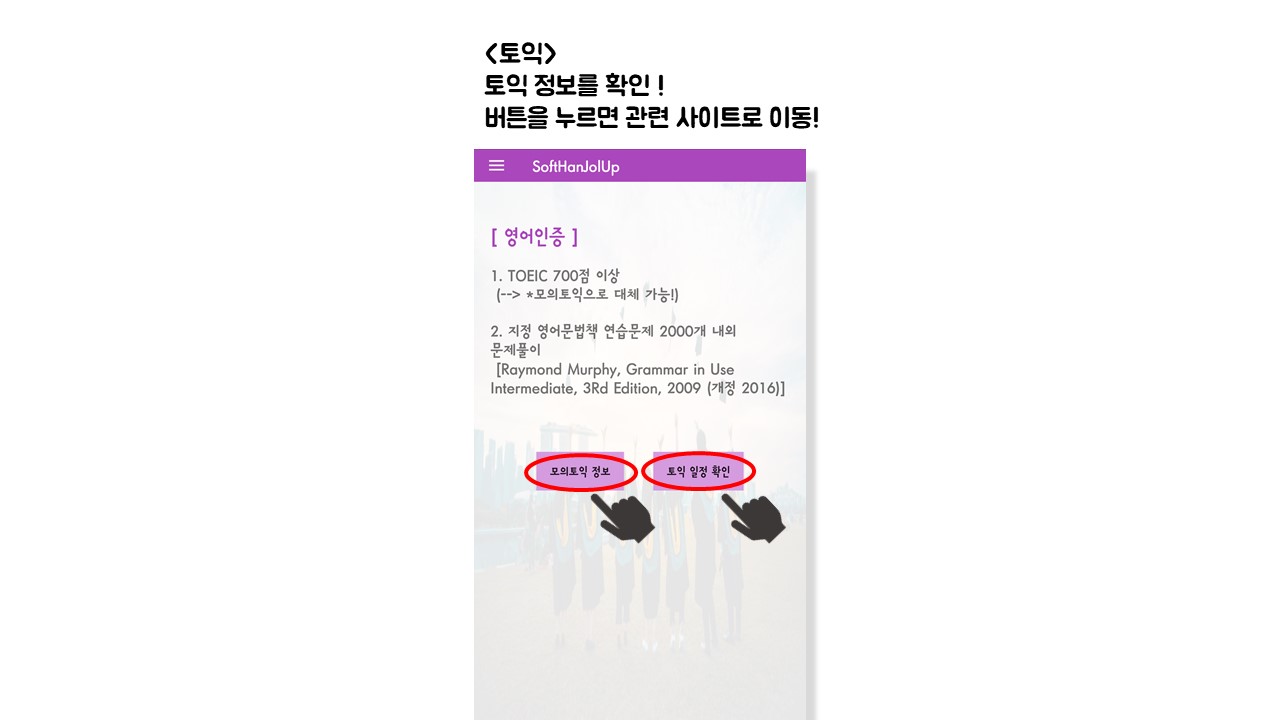 <토익>
토익 정보를 확인 !
버튼을 누르면 관련 사이트로 이동!
SoftHanJolUp
[ 영어인증 ]
1. TOEIC 700점 이상
(--> *모의토익으로 대체 가능!)
2. 지정 영어문법책 연습문제 2000개 내외
문제풀이
[Raymond Murphy, Grammar in Use
Intermediate, 3Rd Edition, 2009 (개정 2016)]
모의토익 정보
토익 일정 확인